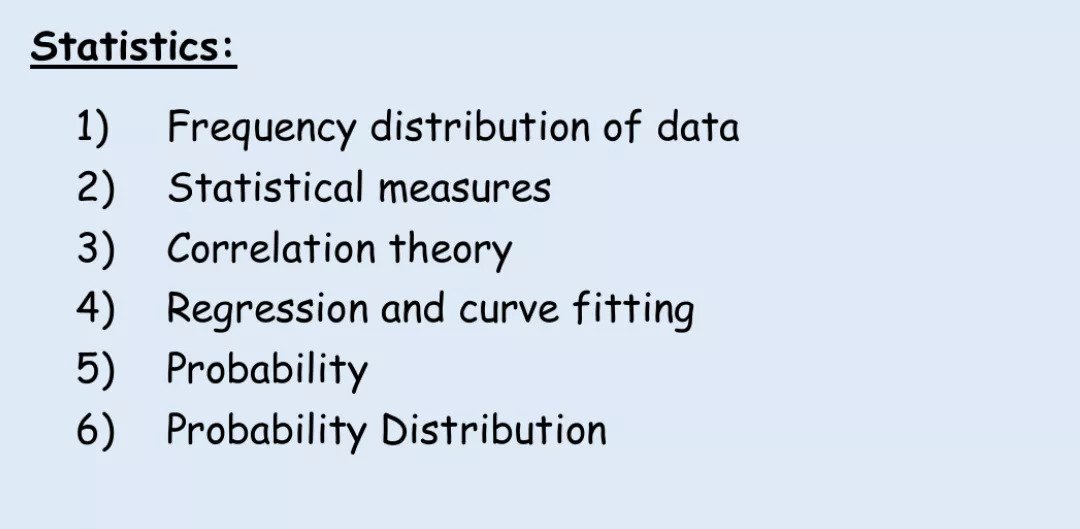 Statistics:
1) Frequency distribution of data
2) Statistical measures
3) Correlation theory
4) Regression and curve fitting
5) Probability
6) Probability Distribution